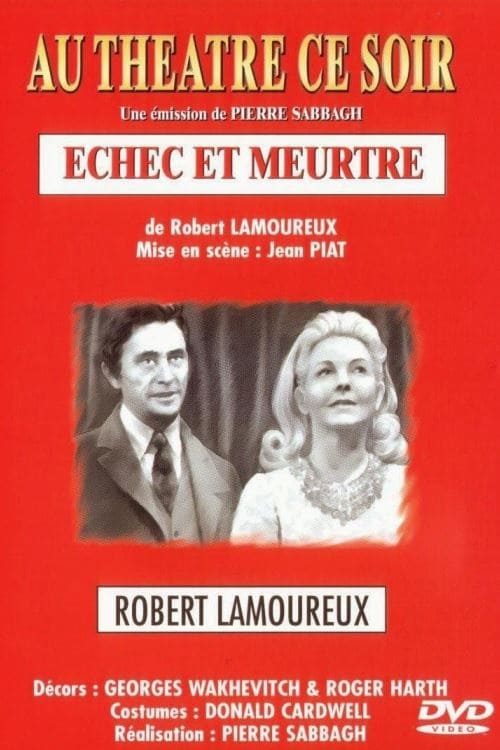 AU THEATRE CE SOIR
Une émission de PIERRE SABBAGH
ECHEC ET MEURTRE
de Robert LAMOUREUX
Mise en scène : Jean PIAT
ROBERT LAMOUREUX
Décors : GEORGES WAKHEVITCH & ROGER HARTH
Costumes : DONALD CARDWELL
Réalisation : PIERRE SABBAGH
DVD
VIDEO